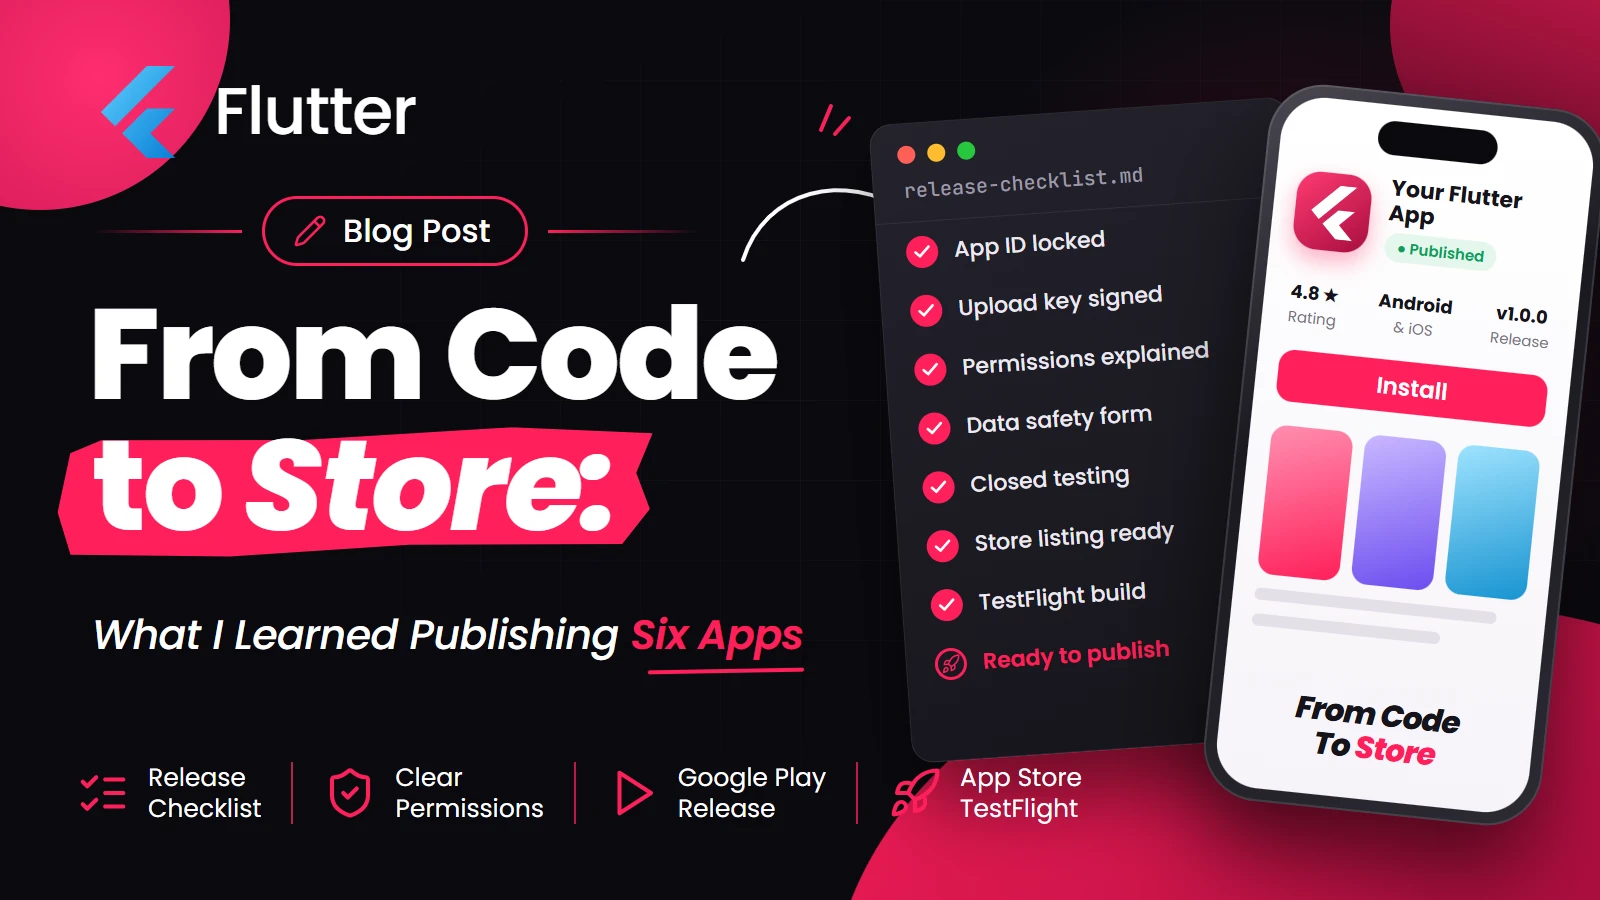 Flutter
Blog Post
From Code
to Store:
What I Learned Publishing Six Apps
Release
Checklist
Clear
Permissions
Google Play
Release
App Store
TestFlight
release-checklist.md
App ID locked
Upload key signed
Permissions explained
Data safety form
Closed testing
Store listing ready
TestFlight build
Ready to publish
Your Flutter
App
• Published
4.8 ★
Rating
Android
& iOS
v1.0.0
Release
Install
From Code
To Store